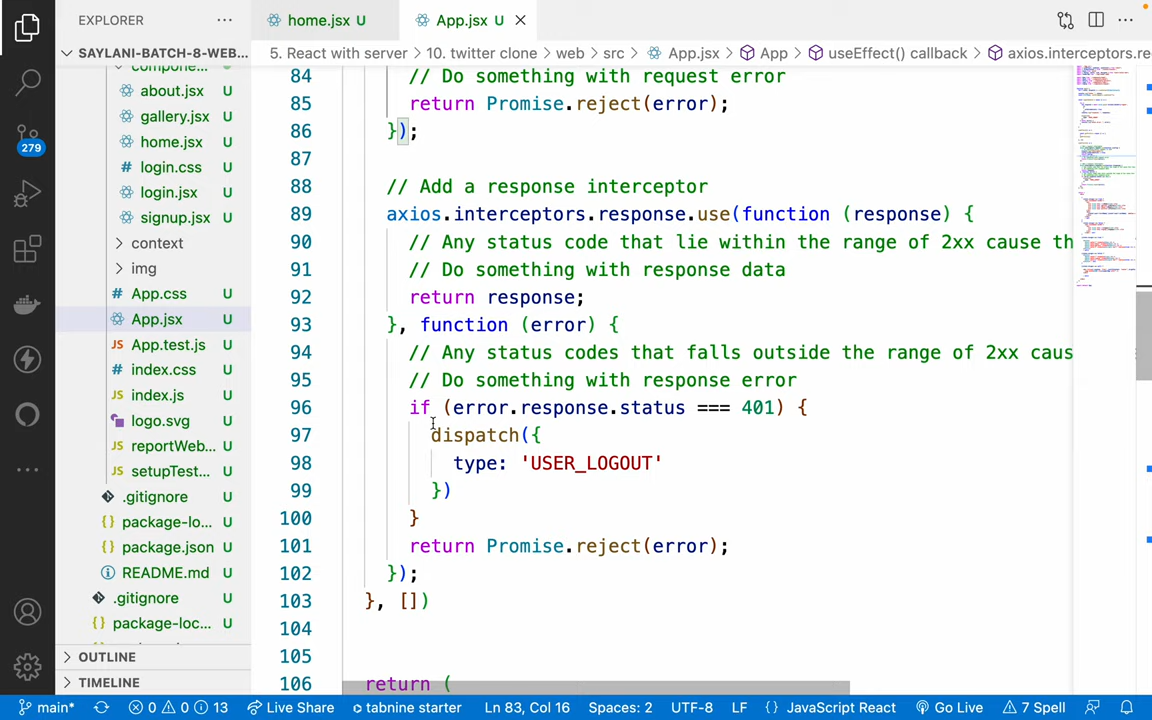 EXPLORER
home.jsx U
App.jsx U
SAYLANI-BATCH-8-WEB...
5. React with server > 10. twitter clone > web > src > App.jsx > App > useEffect() callback > axios.interceptors.re
about.jsx U
gallery.jsx U
home.jsx U
login.css U
login.jsx U
signup.jsx U
context
img
App.css U
App.jsx U
App.test.js U
index.css U
index.js U
logo.svg U
reportWeb... U
setupTest... U
.gitignore U
package-lo... U
package.json U
README.md U
.gitignore U
package-loc... U
OUTLINE
TIMELINE
279
84 // Do something with request error
85 return Promise.reject(error);
86 });
87
88 // Add a response interceptor
89 axios.interceptors.response.use(function (response) {
90 // Any status code that lie within the range of 2xx cause th
91 // Do something with response data
92 return response;
93 }, function (error) {
94 // Any status codes that falls outside the range of 2xx caus
95 // Do something with response error
96 if (error.response.status === 401) {
97 dispatch({
98 type: 'USER_LOGOUT'
99 })
100 }
101 return Promise.reject(error);
102 });
103 }, [])
104
105
106 return (
main* 0 0 13 Live Share tabnine starter Ln 83, Col 16 Spaces: 2 UTF-8 LF {} JavaScript React Go Live 7 Spell